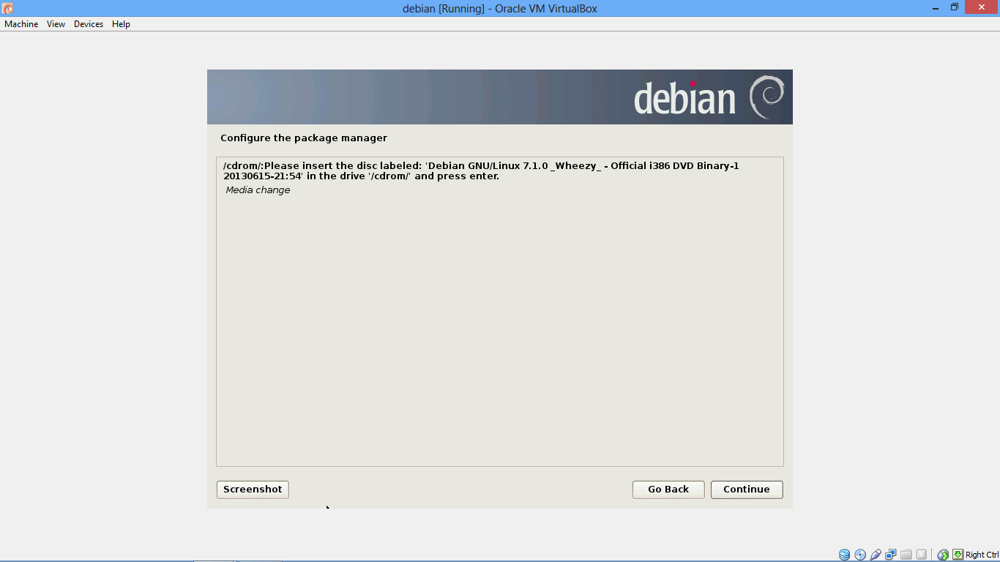 debian [Running] - Oracle VM VirtualBox
Machine View Devices Help
debian
Configure the package manager
/cdrom/:Please insert the disc labeled: 'Debian GNU/Linux 7.1.0 _Wheezy_ - Official i386 DVD Binary-1
20130615-21:54' in the drive '/cdrom/' and press enter.
Media change
Screenshot Go Back Continue
Right Ctrl